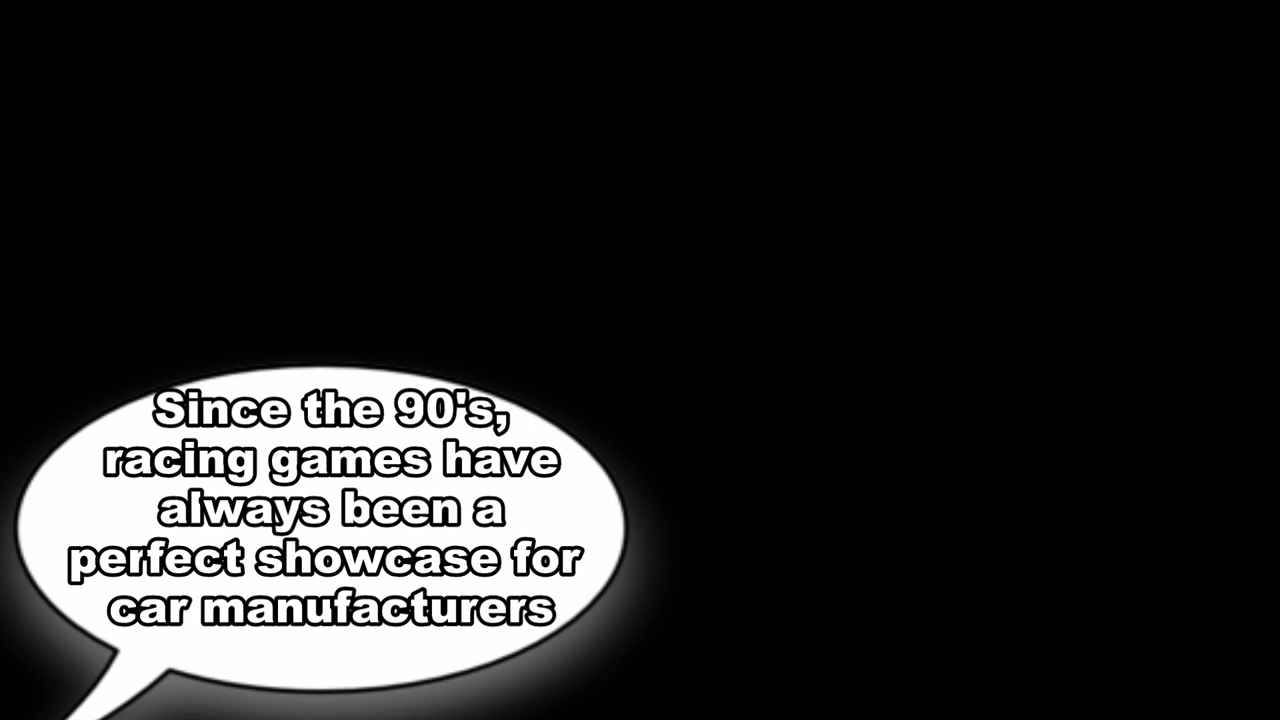 Since the 90's,
racing games have
always been a
perfect showcase for
car manufacturers